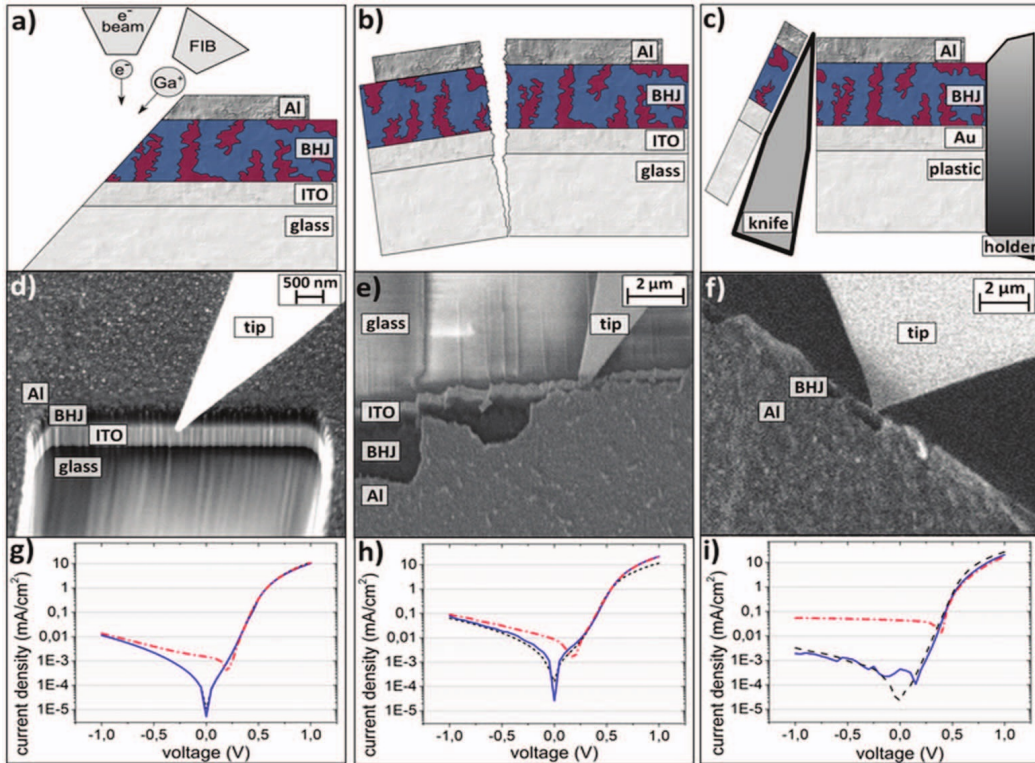 a)
e⁻
beam
FIB
e⁻
Ga⁺
Al
BHJ
ITO
glass
b)
Al
BHJ
ITO
glass
c)
Al
BHJ
Au
plastic
knife
holder
d)
500 nm
tip
Al
BHJ
ITO
glass
e)
2 µm
glass
tip
ITO
BHJ
Al
f)
2 µm
tip
BHJ
Al
g)
current density (mA/cm²)
10
1
0,1
0,01
1E-3
1E-4
1E-5
-1,0 -0,5 0,0 0,5 1,0
voltage (V)
h)
current density (mA/cm²)
10
1
0,1
0,01
1E-3
1E-4
1E-5
-1,0 -0,5 0,0 0,5 1,0
voltage (V)
i)
current density (mA/cm²)
10
1
0,1
0,01
1E-3
1E-4
1E-5
-1,0 -0,5 0,0 0,5 1,0
voltage (V)